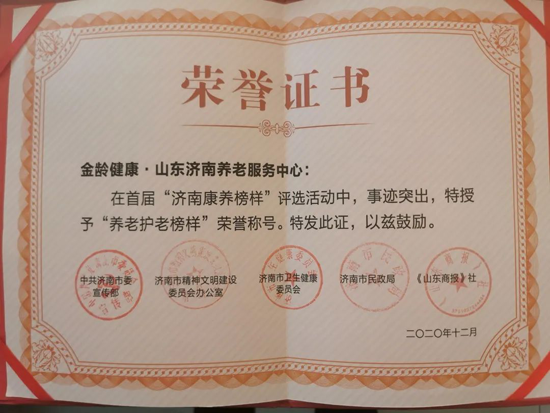 荣誉证书
金龄健康·山东济南养老服务中心：
在首届“济南康养榜样”评选活动中，事迹突出，特授
予“养老护老榜样”荣誉称号。特发此证，以兹鼓励。
中共济南市委
宣传部
济南市精神文明建设
委员会办公室
济南市卫生健康
委员会
济南市民政局
《山东商报》社
二〇二〇年十二月